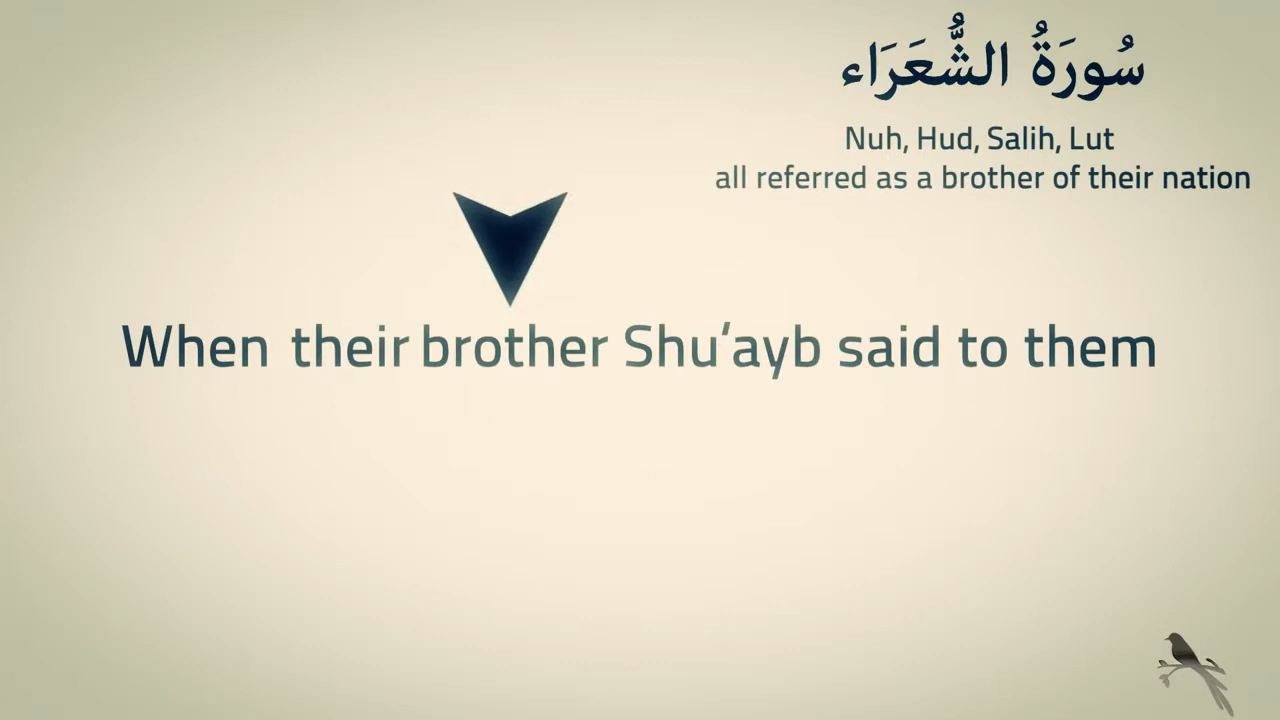 سُورَةُ الشُّعَرَاء
Nuh, Hud, Salih, Lut
all referred as a brother of their nation
When their brother Shu‘ayb said to them